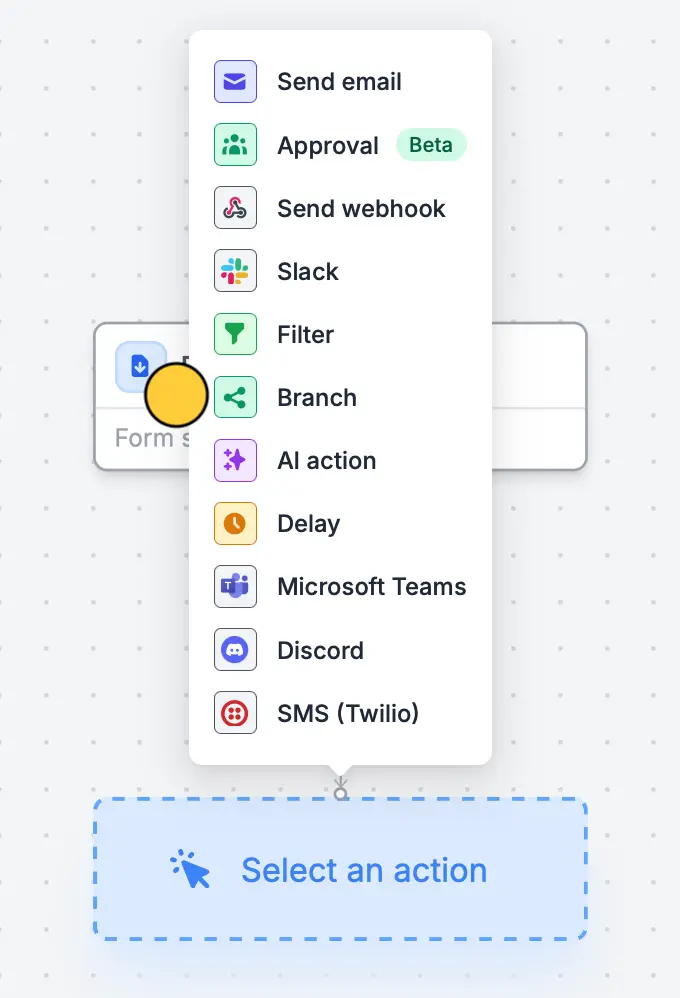 Send email
Approval Beta
Send webhook
Slack
Filter
Branch
Form
AI action
Delay
Microsoft Teams
Discord
SMS (Twilio)
Select an action